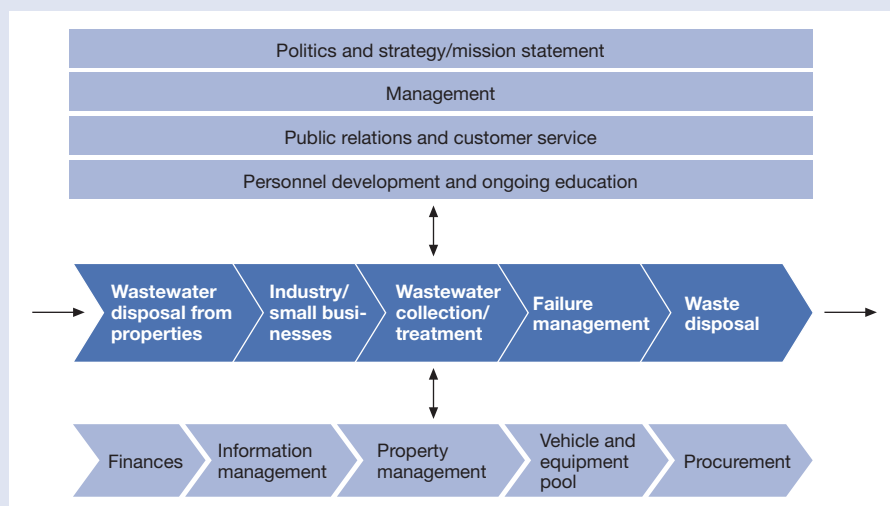 Politics and strategy/mission statement
Management
Public relations and customer service
Personnel development and ongoing education
Wastewater
disposal from
properties
Industry/
small busi-
nesses
Wastewater
collection/
treatment
Failure
management
Waste
disposal
Finances
Information
management
Property
management
Vehicle and
equipment
pool
Procurement